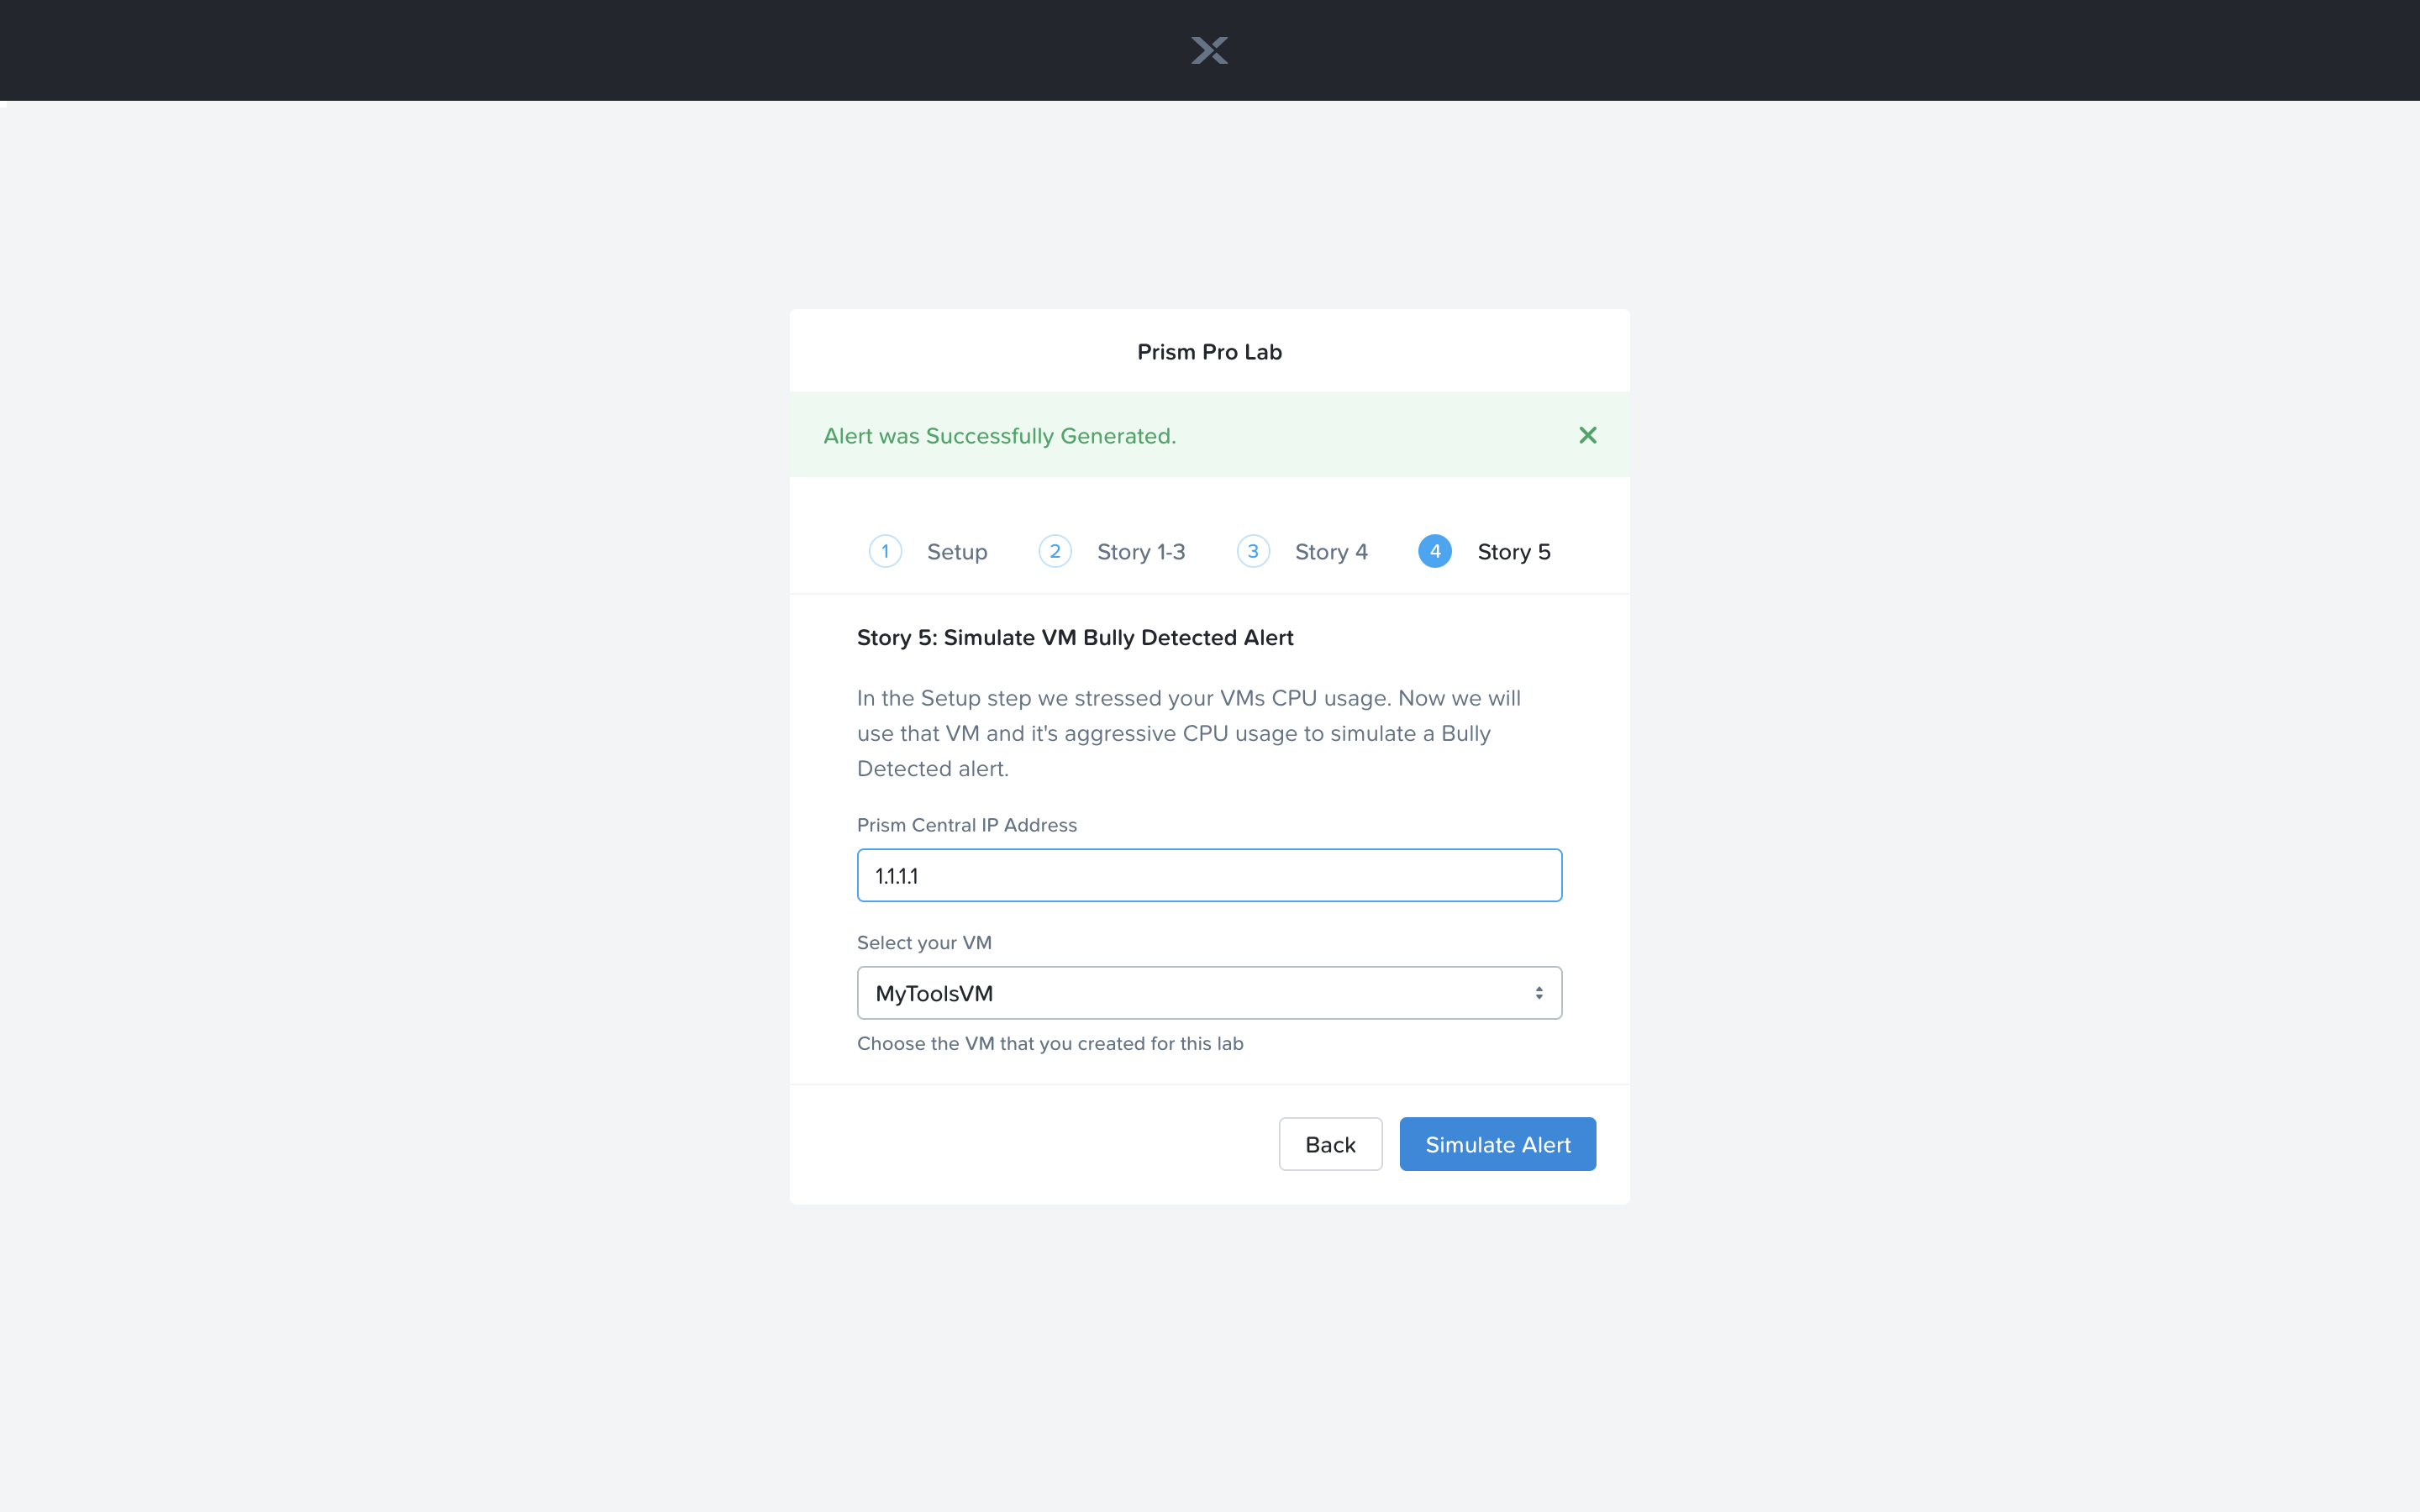 Prism Pro Lab
Alert was Successfully Generated.
1 Setup 2 Story 1-3 3 Story 4 4 Story 5
Story 5: Simulate VM Bully Detected Alert
In the Setup step we stressed your VMs CPU usage. Now we will
use that VM and it's aggressive CPU usage to simulate a Bully
Detected alert.
Prism Central IP Address
1.1.1.1
Select your VM
MyToolsVM
Choose the VM that you created for this lab
Back Simulate Alert